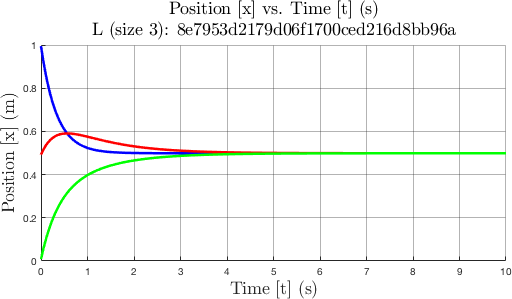 Position [x] vs. Time [t] (s)
L (size 3): 8e7953d2179d06f1700ced216d8bb96a
Position [x] (m)
1
0.8
0.6
0.4
0.2
0
0 1 2 3 4 5 6 7 8 9 10
Time [t] (s)